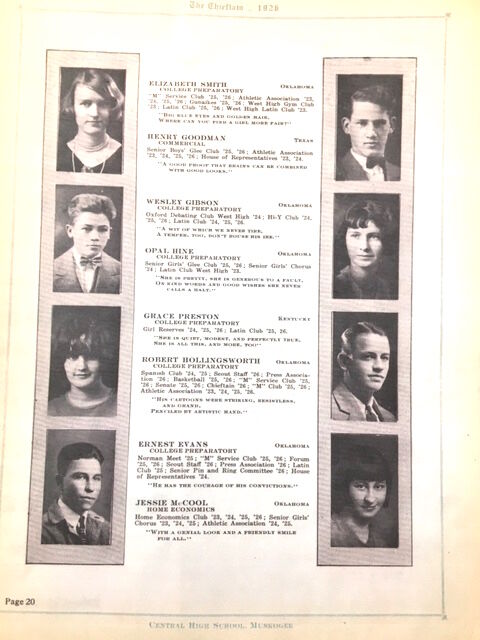 The Chieftain .. 1926
ELIZABETH SMITH OKLAHOMA
COLLEGE PREPARATORY
"M" Service Club '25, '26; Athletic Association '23,
'24, '25, '26; Gunaikes '25, '26; West High Gym Club
'23; Latin Club '25, '26; West High Latin Club '23.
"BIG BLUE EYES AND GOLDEN HAIR,
WHERE CAN YOU FIND A GIRL MORE FAIR?"
HENRY GOODMAN TEXAS
COMMERCIAL
Senior Boys' Glee Club '25, '26; Athletic Association
'23, '24, '25, '26; House of Representatives '23, '24.
"A GOOD PROOF THAT BRAINS CAN BE COMBINED
WITH GOOD LOOKS."
WESLEY GIBSON OKLAHOMA
COLLEGE PREPARATORY
Oxford Debating Club West High '24; Hi-Y Club '24,
'25, '26; Latin Club '24, '25, '26.
"A WIT OF WHICH WE NEVER TIRE,
A TEMPER, TOO, DON'T ROUSE HIS IRE."
OPAL HINE OKLAHOMA
COLLEGE PREPARATORY
Senior Girls' Glee Club '25, '26; Senior Girls' Chorus
'24; Latin Club West High '23.
"SHE IS PRETTY, SHE IS GENEROUS TO A FAULT,
ON KIND WORDS AND GOOD WISHES SHE NEVER
CALLS A HALT."
GRACE PRESTON KENTUCKY
COLLEGE PREPARATORY
Girl Reserves '24, '25, '26; Latin Club '25, 26.
"SHE IS QUIET, MODEST, AND PERFECTLY TRUE,
SHE IS ALL THIS, AND MORE, TOO"
ROBERT HOLLINGSWORTH OKLAHOMA
COLLEGE PREPARATORY
Spanish Club '24, '25; Scout Staff '26; Press Associa-
tion '26; Basketball '25, '26; "M" Service Club '25,
'26; Senate '25, '26; Chieftain '26; "M" Club '25, '26;
Athletic Association '23, '24, '25, '26.
"HIS CARTOONS WERE STRIKING, RESISTLESS,
AND GRAND,
PENCILED BY ARTISTIC HAND."
ERNEST EVANS OKLAHOMA
COLLEGE PREPARATORY
Norman Meet '25; "M" Service Club '25, '26; Forum
'25, '26; Scout Staff '26; Press Association '26; Latin
Club '25; Senior Pin and Ring Committee '26; House
of Representatives '24.
"HE HAS THE COURAGE OF HIS CONVICTIONS."
JESSIE McCOOL OKLAHOMA
HOME ECONOMICS
Home Economics Club '23, '24, '25, '26; Senior Girls'
Chorus '23, '24, '25; Athletic Association '24, '25.
"WITH A GENIAL LOOK AND A FRIENDLY SMILE
FOR ALL."
Page 20
CENTRAL HIGH SCHOOL, MUSKOGEE